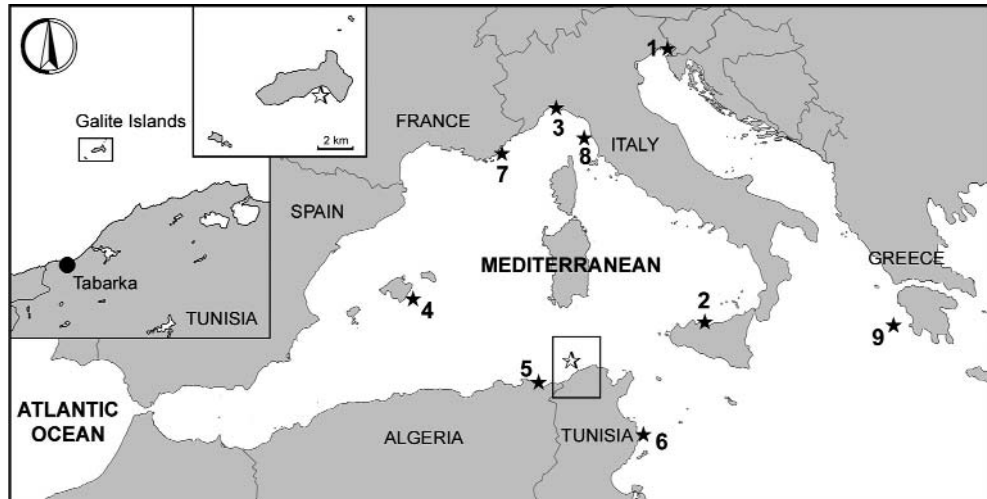 Galite Islands
2 km
Tabarka
TUNISIA
FRANCE
SPAIN
ITALY
GREECE
MEDITERRANEAN
ATLANTIC
OCEAN
ALGERIA
TUNISIA
1
2
3
4
5
6
7
8
9